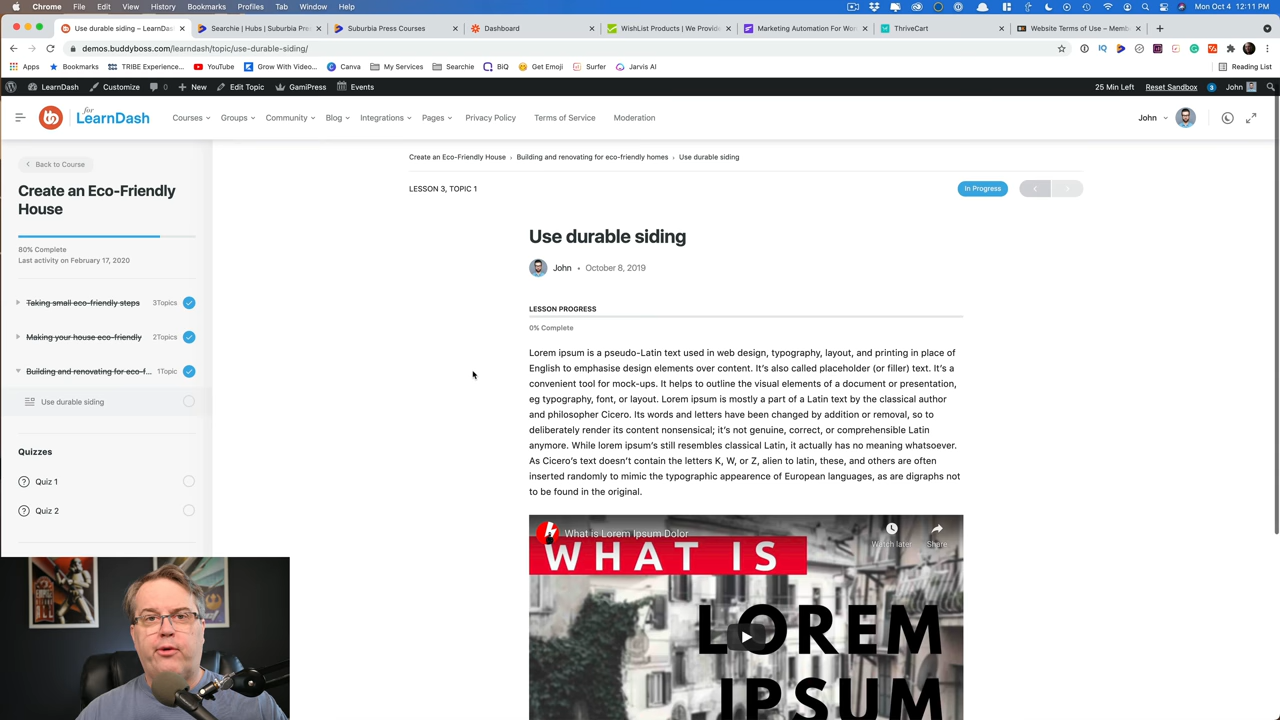 Chrome File Edit View History Bookmarks Profiles Tab Window Help
Mon Oct 4 12:11 PM
Use durable siding – LearnDas
Searchie | Hubs | Suburbia Pre
Suburbia Press Courses
Dashboard
WishList Products | We Provid
Marketing Automation For Wor
ThriveCart
Website Terms of Use – Memb
demos.buddyboss.com/learndash/topic/use-durable-siding/
Apps Bookmarks TRIBE Experience... YouTube Grow With Video... Canva My Services Searchie BiQ Get Emoji Surfer Jarvis AI Reading List
LearnDash Customize 0 New Edit Topic GamiPress Events 25 Min Left Reset Sandbox 3 John
for
LearnDash
Courses Groups Community Blog Integrations Pages Privacy Policy Terms of Service Moderation John
Back to Course
Create an Eco-Friendly
House
80% Complete
Last activity on February 17, 2020
Taking small eco-friendly steps 3Topics
Making your house eco-friendly 2Topics
Building and renovating for eco-f... 1Topic
Use durable siding
Quizzes
Quiz 1
Quiz 2
Create an Eco-Friendly House › Building and renovating for eco-friendly homes › Use durable siding
LESSON 3, TOPIC 1
In Progress
Use durable siding
John • October 8, 2019
LESSON PROGRESS
0% Complete
Lorem ipsum is a pseudo-Latin text used in web design, typography, layout, and printing in place of
English to emphasise design elements over content. It's also called placeholder (or filler) text. It's a
convenient tool for mock-ups. It helps to outline the visual elements of a document or presentation,
eg typography, font, or layout. Lorem ipsum is mostly a part of a Latin text by the classical author
and philosopher Cicero. Its words and letters have been changed by addition or removal, so to
deliberately render its content nonsensical; it's not genuine, correct, or comprehensible Latin
anymore. While lorem ipsum's still resembles classical Latin, it actually has no meaning whatsoever.
As Cicero's text doesn't contain the letters K, W, or Z, alien to latin, these, and others are often
inserted randomly to mimic the typographic appearence of European languages, as are digraphs not
to be found in the original.
What is Lorem Ipsum Dolor
Watch later
Share
WHAT IS
LOREM
IPSUM